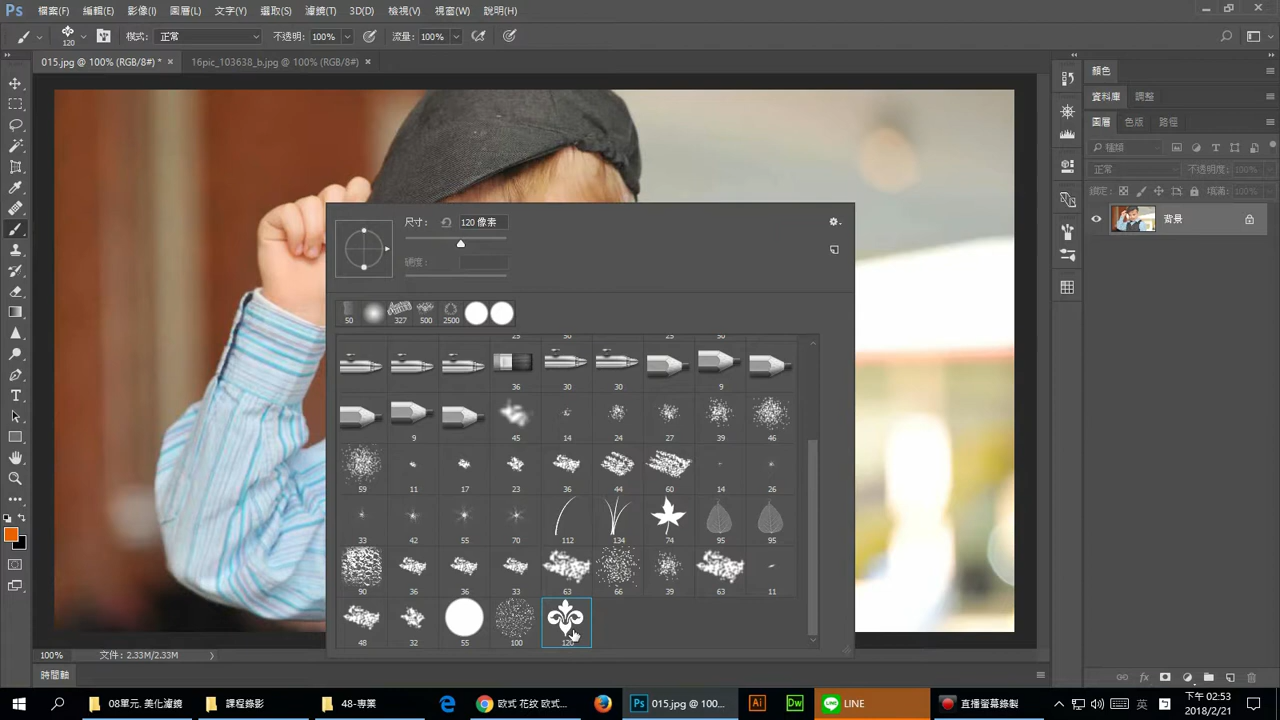 Ps 檔案(F) 編輯(E) 影像(I) 圖層(L) 文字(Y) 選取(S) 濾鏡(T) 3D(D) 檢視(V) 視窗(W) 說明(H)
120 模式: 正常 不透明: 100% 流量: 100%
015.jpg @ 100% (RGB/8#) * × 16pic_103638_b.jpg @ 100% (RGB/8#) ×
顏色
資料庫 調整
圖層 色版 路徑
種類
正常 不透明度: 100%
鎖定: 填滿: 100%
背景
尺寸: 120 像素
硬度:
50 327 500 2500
25 50 25 50
36 30 30 9
9 45 14 24 27 39 46
59 11 17 23 36 44 60 14 26
33 42 55 70 112 134 74 95 95
90 36 36 33 63 66 39 63 11
48 32 55 100 120
100% 文件: 2.33M/2.33M
時間軸
08單元. 美化濾鏡 課程錄影 48-專業 欧式 花纹 欧式... 015.jpg @ 100... Ai Dw LINE 直播螢幕錄製 英 下午 02:53
2018/2/21